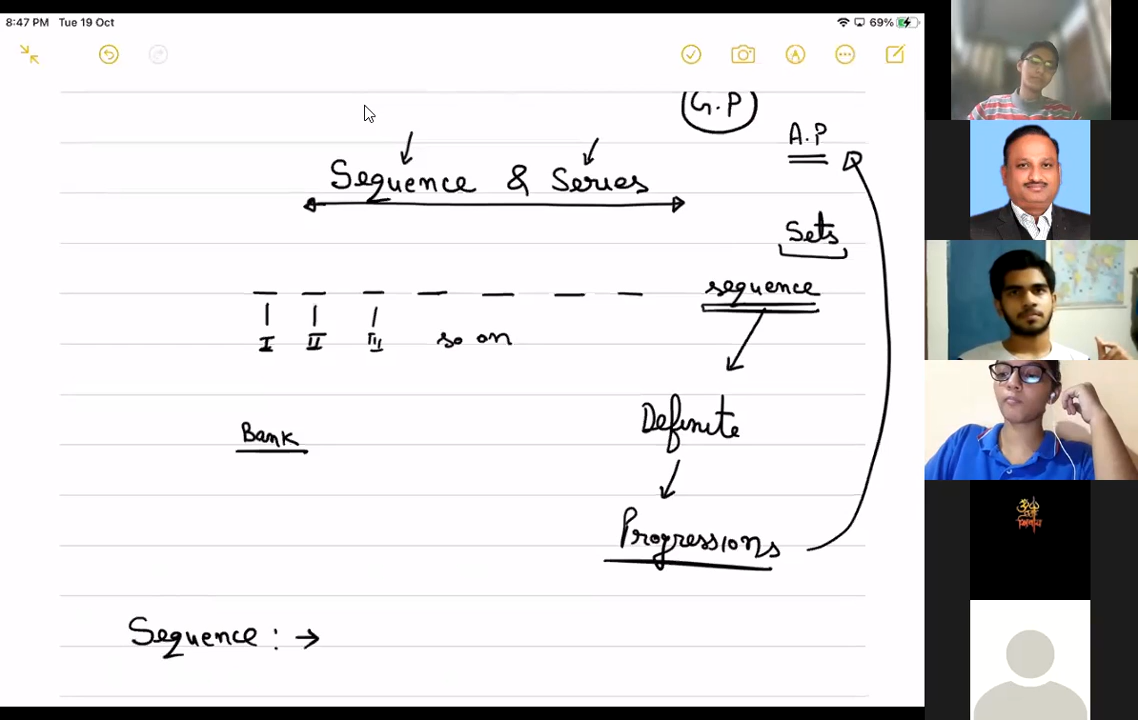 8:47 PM Tue 19 Oct
69%
G.P
A.P
Sequence & Series
Sets
sequence
I II III so on
Definite
Bank
Progressions
Sequence : →